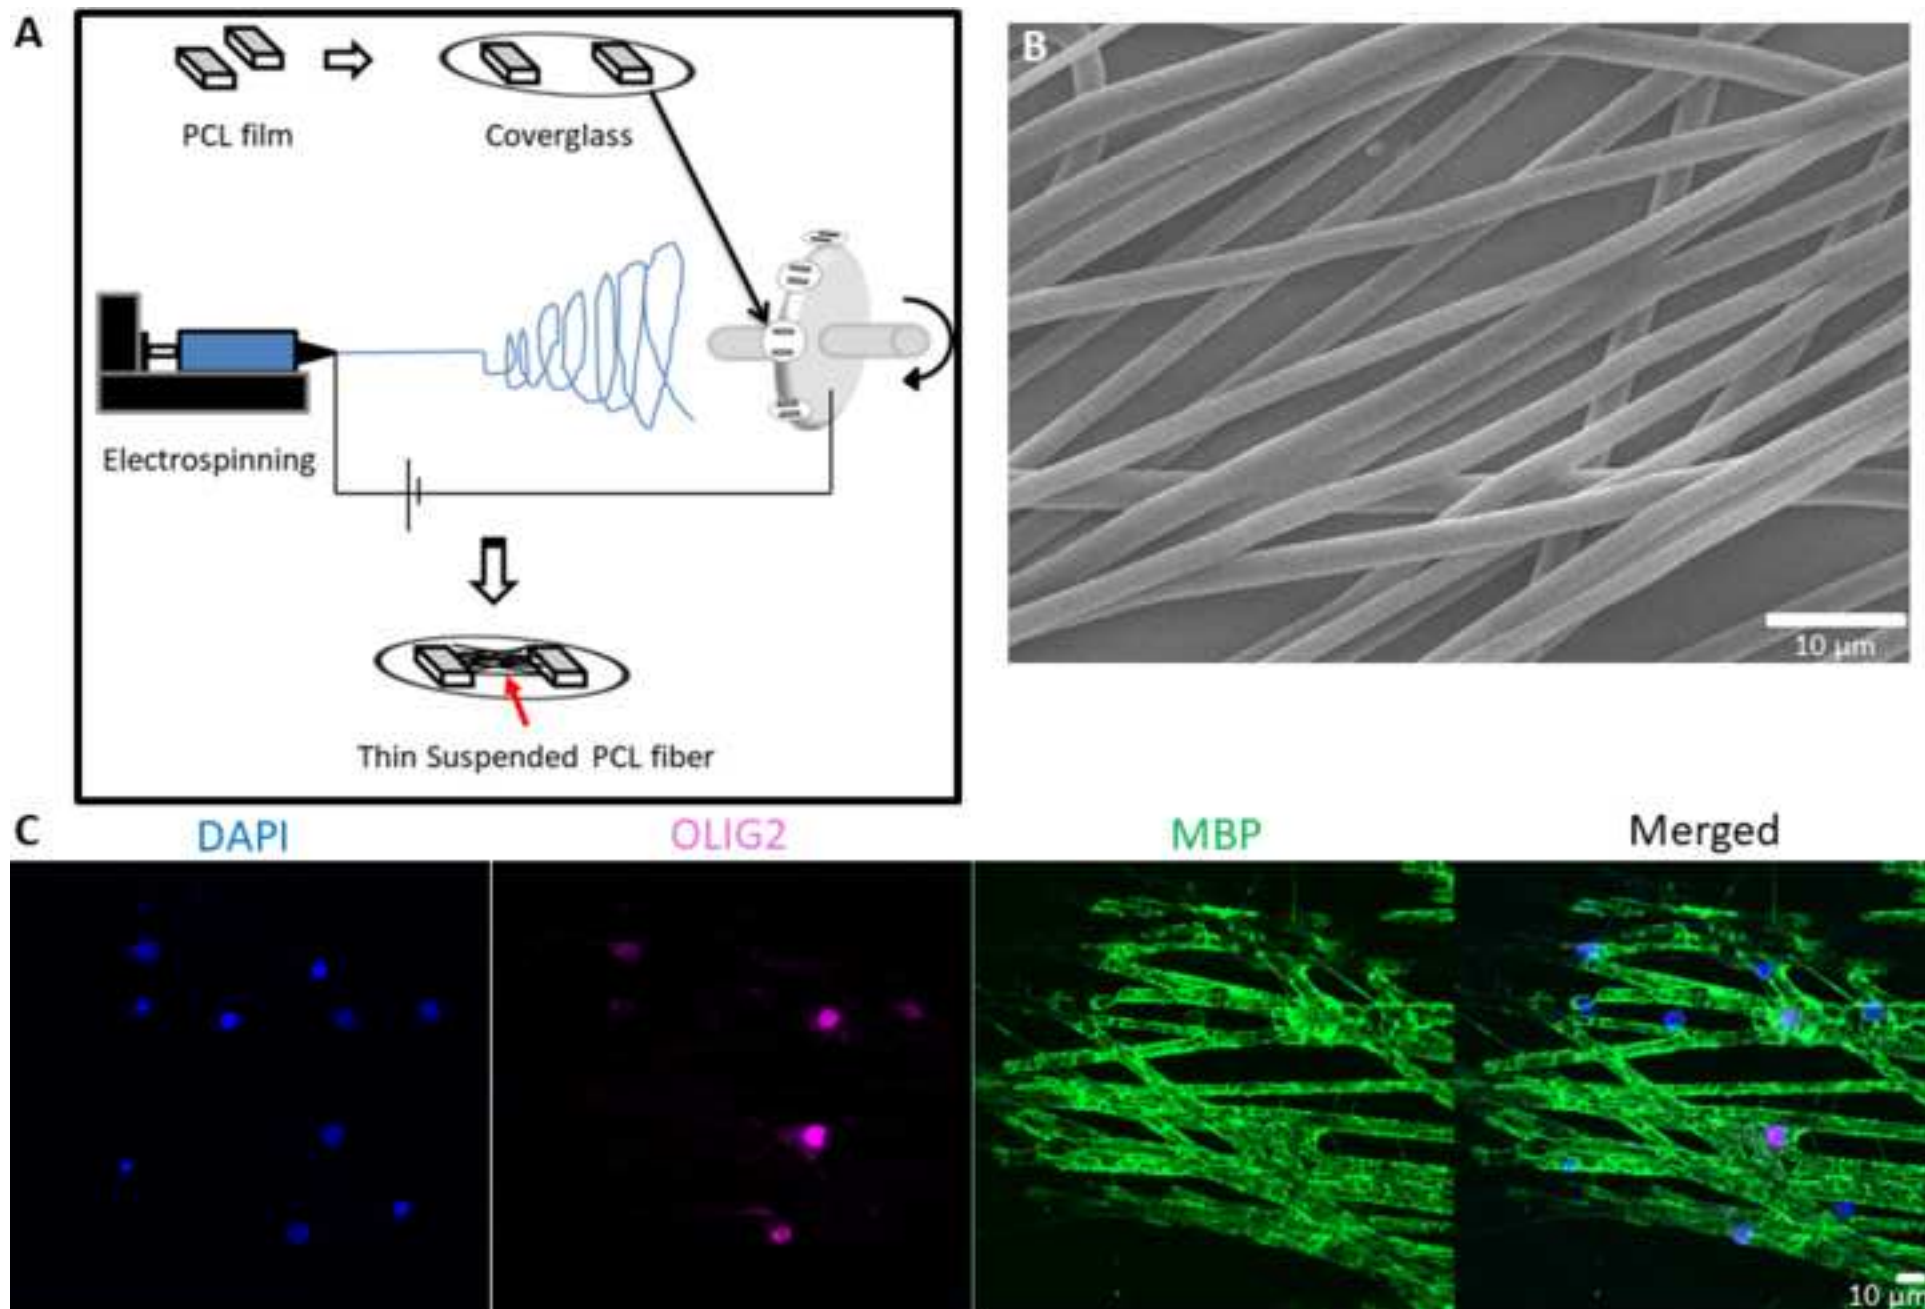 A
PCL film
Coverglass
Electrospinning
Thin Suspended PCL fiber
B
10 µm
C
DAPI
OLIG2
MBP
Merged
10 µm